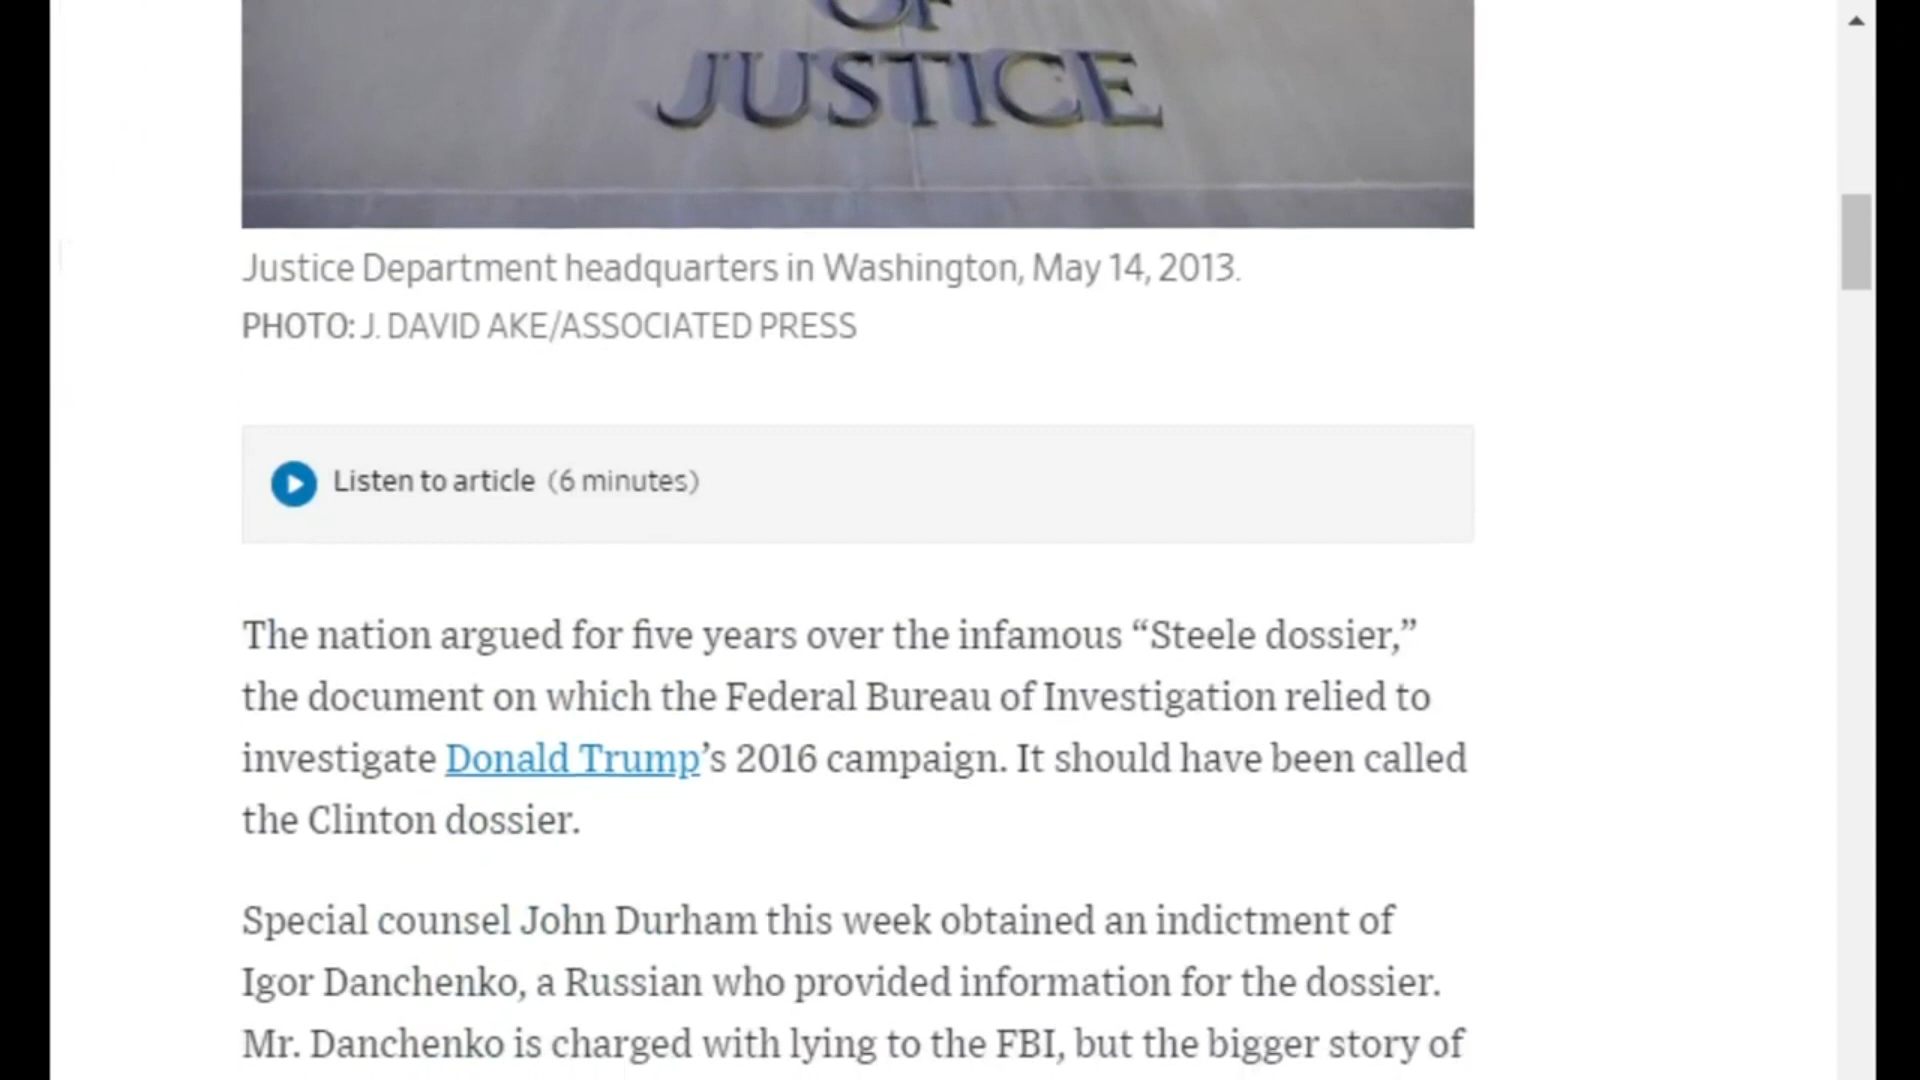 OF
JUSTICE
Justice Department headquarters in Washington, May 14, 2013.
PHOTO: J. DAVID AKE/ASSOCIATED PRESS
Listen to article (6 minutes)
The nation argued for five years over the infamous “Steele dossier,”
the document on which the Federal Bureau of Investigation relied to
investigate Donald Trump’s 2016 campaign. It should have been called
the Clinton dossier.
Special counsel John Durham this week obtained an indictment of
Igor Danchenko, a Russian who provided information for the dossier.
Mr. Danchenko is charged with lying to the FBI, but the bigger story of